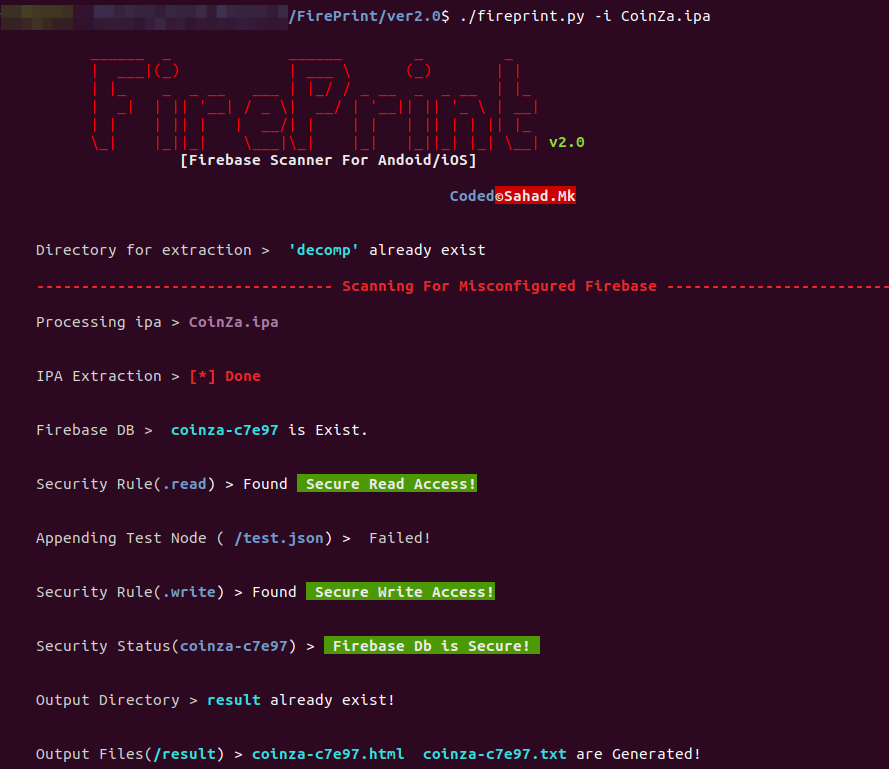 /FirePrint/ver2.0$ ./fireprint.py -i CoinZa.ipa
FirePrint v2.0
[Firebase Scanner For Andoid/iOS]
Coded©Sahad.Mk
Directory for extraction > 'decomp' already exist
--------------------------------- Scanning For Misconfigured Firebase -------------------------
Processing ipa > CoinZa.ipa
IPA Extraction > [*] Done
Firebase DB > coinza-c7e97 is Exist.
Security Rule(.read) > Found Secure Read Access!
Appending Test Node ( /test.json) > Failed!
Security Rule(.write) > Found Secure Write Access!
Security Status(coinza-c7e97) > Firebase Db is Secure!
Output Directory > result already exist!
Output Files(/result) > coinza-c7e97.html coinza-c7e97.txt are Generated!